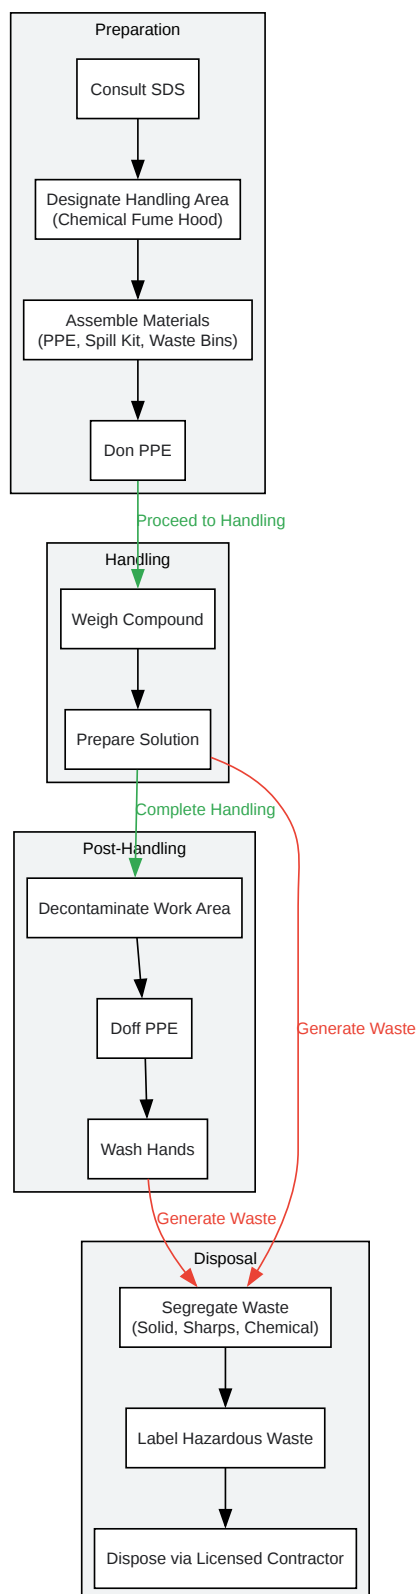 Preparation
Consult SDS
Designate Handling Area
(Chemical Fume Hood)
Assemble Materials
(PPE, Spill Kit, Waste Bins)
Don PPE
Proceed to Handling
Handling
Weigh Compound
Prepare Solution
Complete Handling
Post-Handling
Decontaminate Work Area
Doff PPE
Generate Waste
Wash Hands
Generate Waste
Disposal
Segregate Waste
(Solid, Sharps, Chemical)
Label Hazardous Waste
Dispose via Licensed Contractor